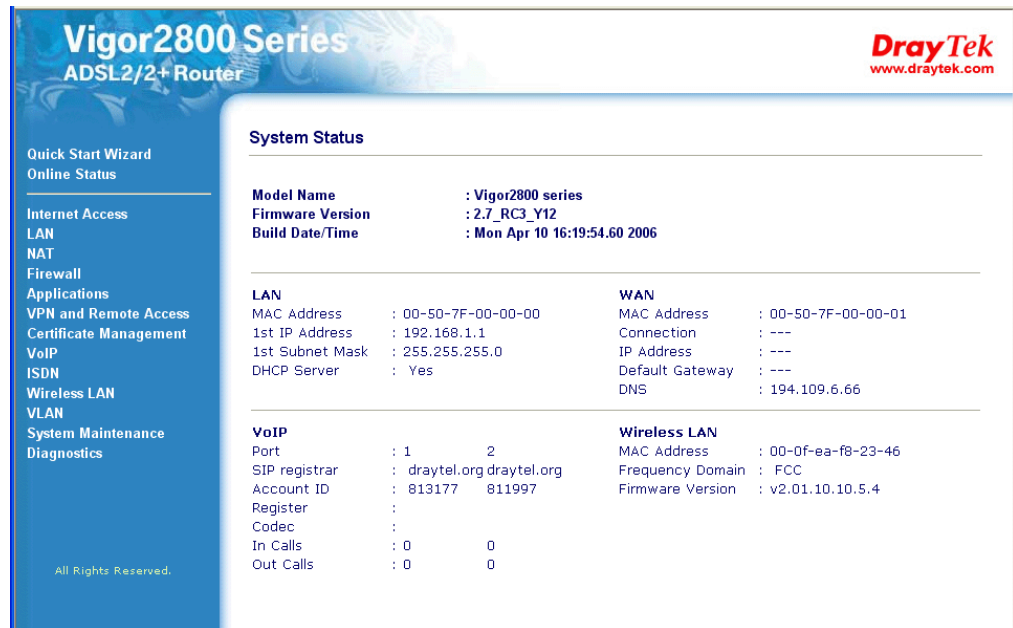 Vigor2800 Series
ADSL2/2+ Router
DrayTek
www.draytek.com
Quick Start Wizard
Online Status
Internet Access
LAN
NAT
Firewall
Applications
VPN and Remote Access
Certificate Management
VoIP
ISDN
Wireless LAN
VLAN
System Maintenance
Diagnostics
All Rights Reserved.
System Status
Model Name : Vigor2800 series
Firmware Version : 2.7_RC3_Y12
Build Date/Time : Mon Apr 10 16:19:54.60 2006
LAN
MAC Address : 00-50-7F-00-00-00
1st IP Address : 192.168.1.1
1st Subnet Mask : 255.255.255.0
DHCP Server : Yes
WAN
MAC Address : 00-50-7F-00-00-01
Connection : ---
IP Address : ---
Default Gateway : ---
DNS : 194.109.6.66
VoIP
Port : 1 2
SIP registrar : draytel.org draytel.org
Account ID : 813177 811997
Register :
Codec :
In Calls : 0 0
Out Calls : 0 0
Wireless LAN
MAC Address : 00-0f-ea-f8-23-46
Frequency Domain : FCC
Firmware Version : v2.01.10.10.5.4